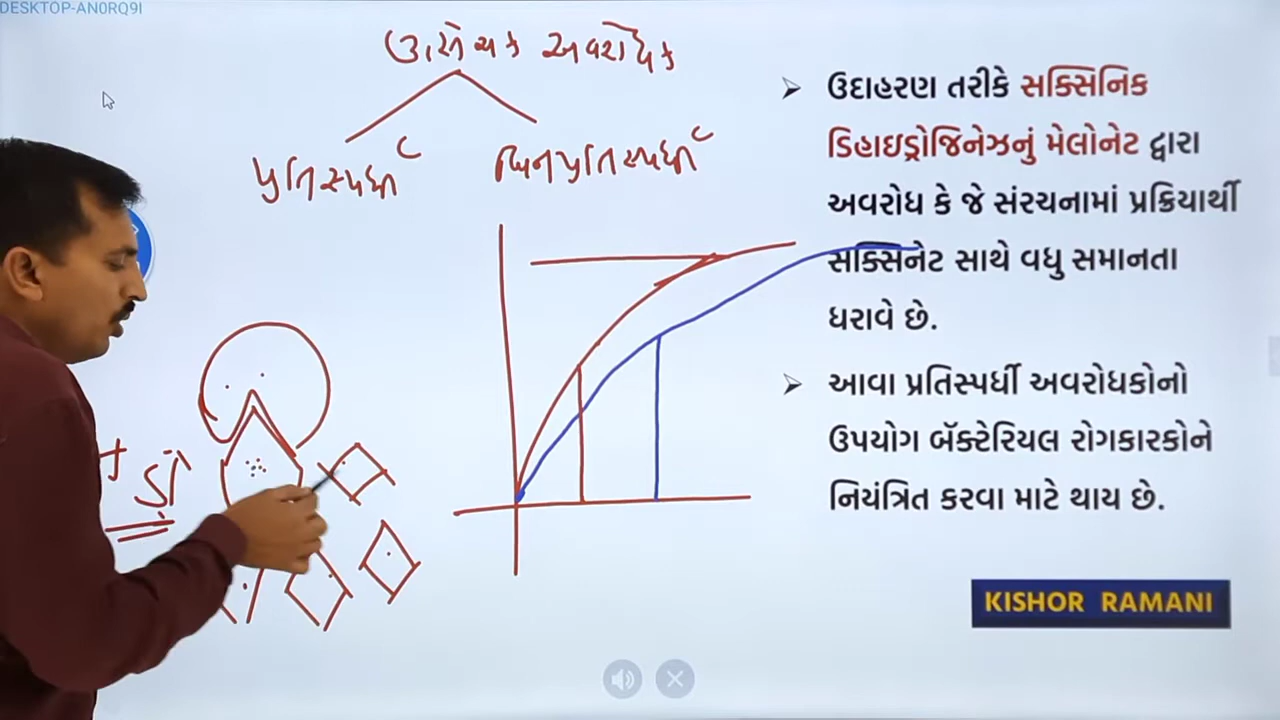 DESKTOP-AN0RQ9I
ઉત્સેચક અવરોધક
પ્રતિસ્પર્ધી
બિનપ્રતિસ્પર્ધી
➢ ઉદાહરણ તરીકે સક્સિનિક
ડિહાઇડ્રોજિનેઝનું મેલોનેટ દ્વારા
અવરોધ કે જે સંરચનામાં પ્રક્રિયાર્થી
સક્સિનેટ સાથે વધુ સમાનતા
ધરાવે છે.
➢ આવા પ્રતિસ્પર્ધી અવરોધકોનો
ઉપયોગ બૅક્ટેરિયલ રોગકારકોને
નિયંત્રિત કરવા માટે થાય છે.
KISHOR RAMANI